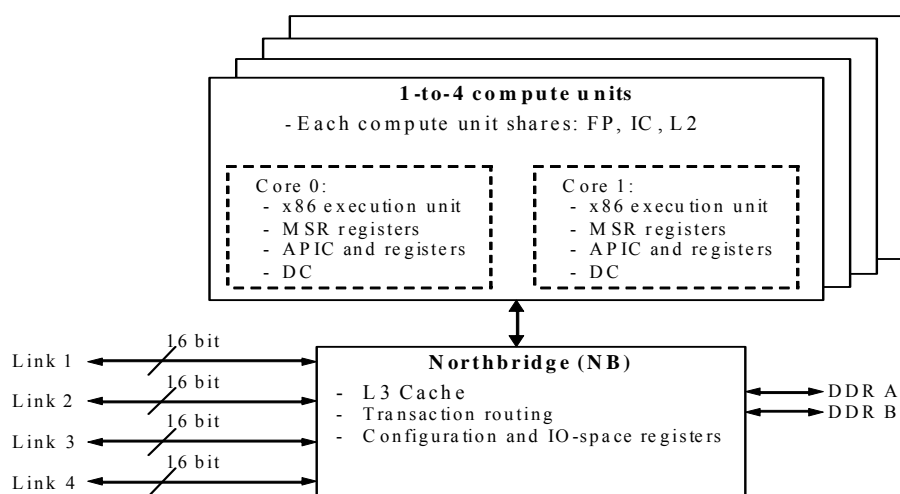 1-to-4 compute units
- Each compute unit shares: FP, IC, L2
Core 0:
- x86 execution unit
- MSR registers
- APIC and registers
- DC
Core 1:
- x86 execution unit
- MSR registers
- APIC and registers
- DC
Link 1
16 bit
Link 2
16 bit
Link 3
16 bit
Link 4
16 bit
Northbridge (NB)
- L3 Cache
- Transaction routing
- Configuration and IO-space registers
DDR A
DDR B